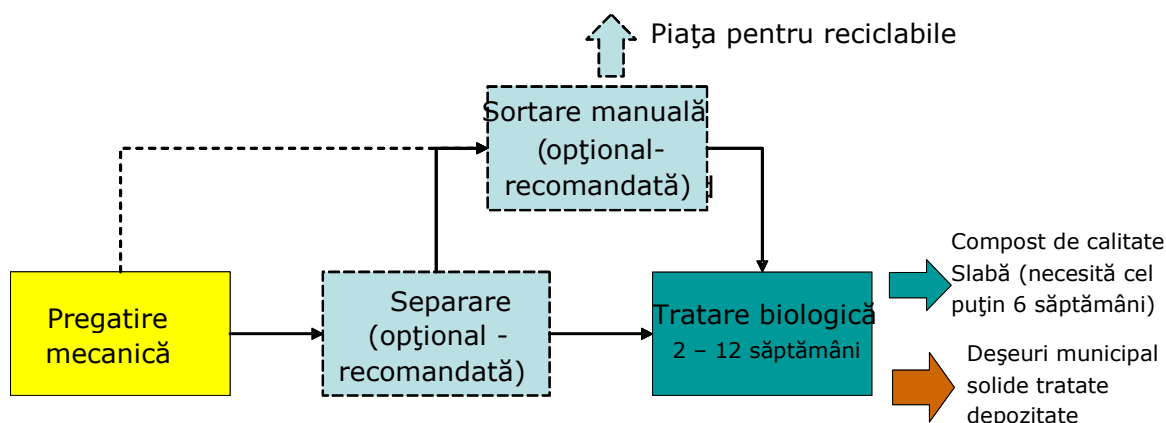 Piaţa pentru reciclabile
Sortare manuală
(opţional-
recomandată)
Pregatire
mecanică
Separare
(opţional -
recomandată)
Tratare biologică
2 – 12 săptămâni
Compost de calitate
Slabă (necesită cel
puţin 6 săptămâni)
Deşeuri municipal
solide tratate
depozitate